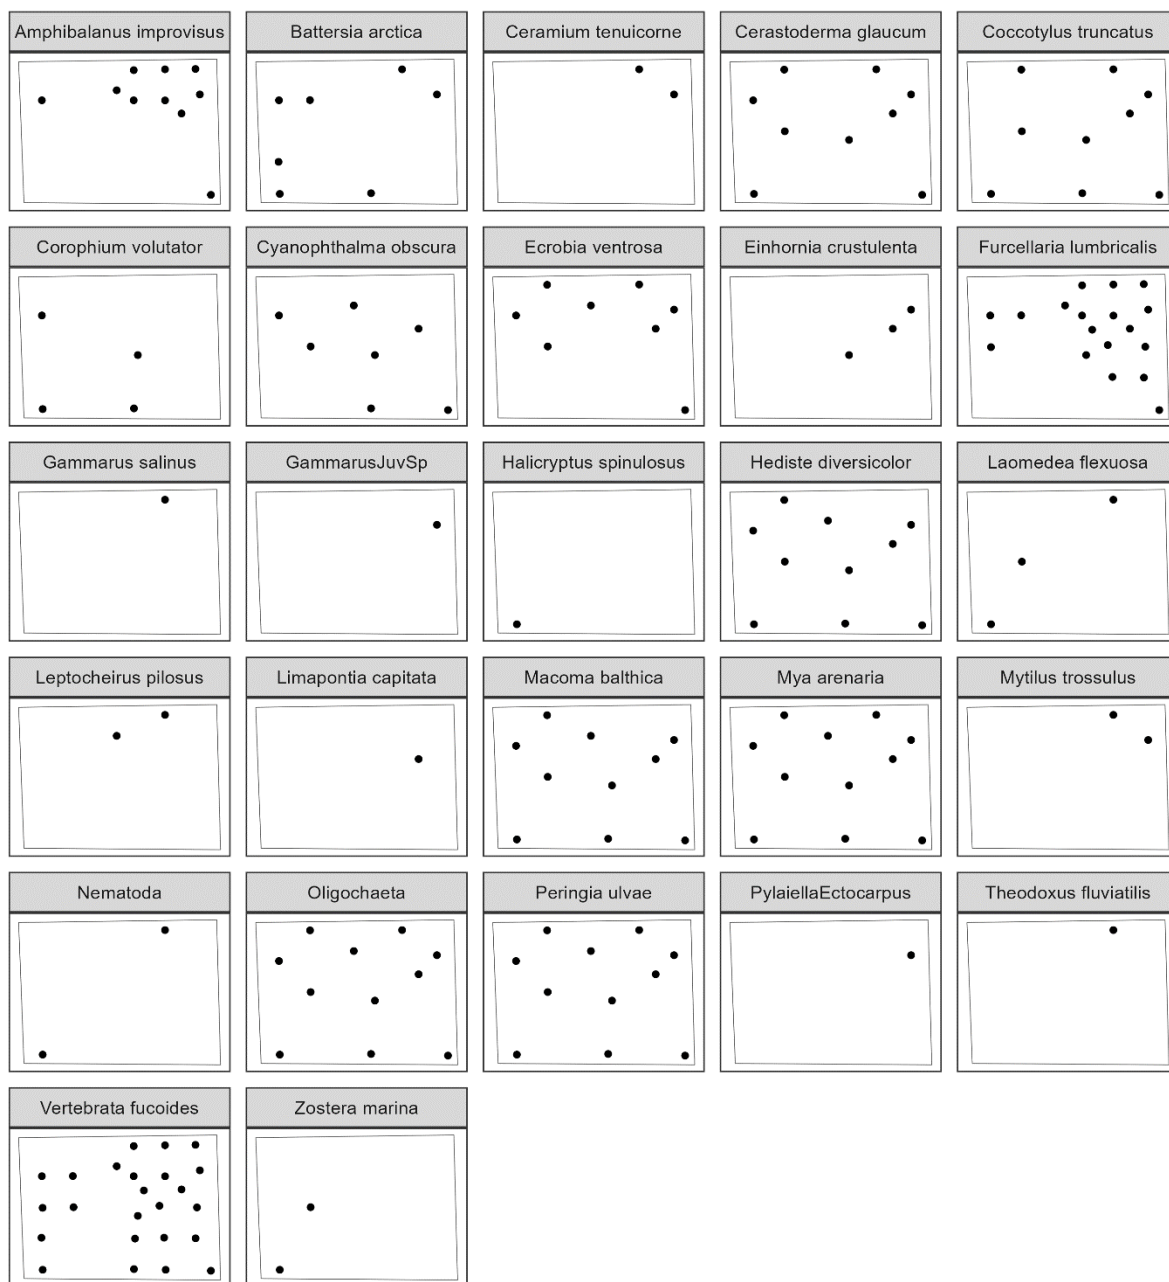 Amphibalanus improvisus
Battersia arctica
Ceramium tenuicorne
Cerastoderma glaucum
Coccotylus truncatus
Corophium volutator
Cyanophthalma obscura
Ecrobia ventrosa
Einhornia crustulenta
Furcellaria lumbricalis
Gammarus salinus
GammarusJuvSp
Halicryptus spinulosus
Hediste diversicolor
Laomedea flexuosa
Leptocheirus pilosus
Limapontia capitata
Macoma balthica
Mya arenaria
Mytilus trossulus
Nematoda
Oligochaeta
Peringia ulvae
PylaiellaEctocarpus
Theodoxus fluviatilis
Vertebrata fucoides
Zostera marina